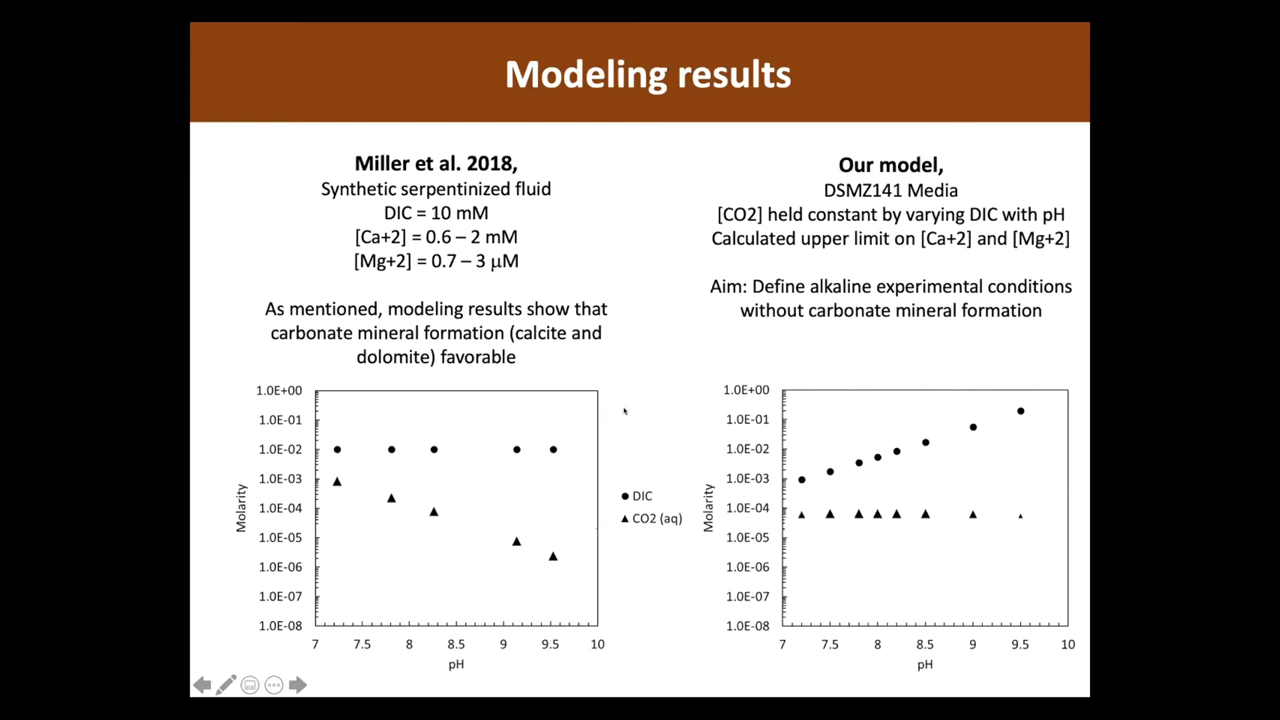 Modeling results
Miller et al. 2018,
Synthetic serpentinized fluid
DIC = 10 mM
[Ca+2] = 0.6 – 2 mM
[Mg+2] = 0.7 – 3 μM
As mentioned, modeling results show that
carbonate mineral formation (calcite and
dolomite) favorable
Our model,
DSMZ141 Media
[CO2] held constant by varying DIC with pH
Calculated upper limit on [Ca+2] and [Mg+2]
Aim: Define alkaline experimental conditions
without carbonate mineral formation
Molarity
1.0E+00
1.0E-01
1.0E-02
1.0E-03
1.0E-04
1.0E-05
1.0E-06
1.0E-07
1.0E-08
7 7.5 8 8.5 9 9.5 10
pH
DIC
CO2 (aq)
Molarity
1.0E+00
1.0E-01
1.0E-02
1.0E-03
1.0E-04
1.0E-05
1.0E-06
1.0E-07
1.0E-08
7 7.5 8 8.5 9 9.5 10
pH